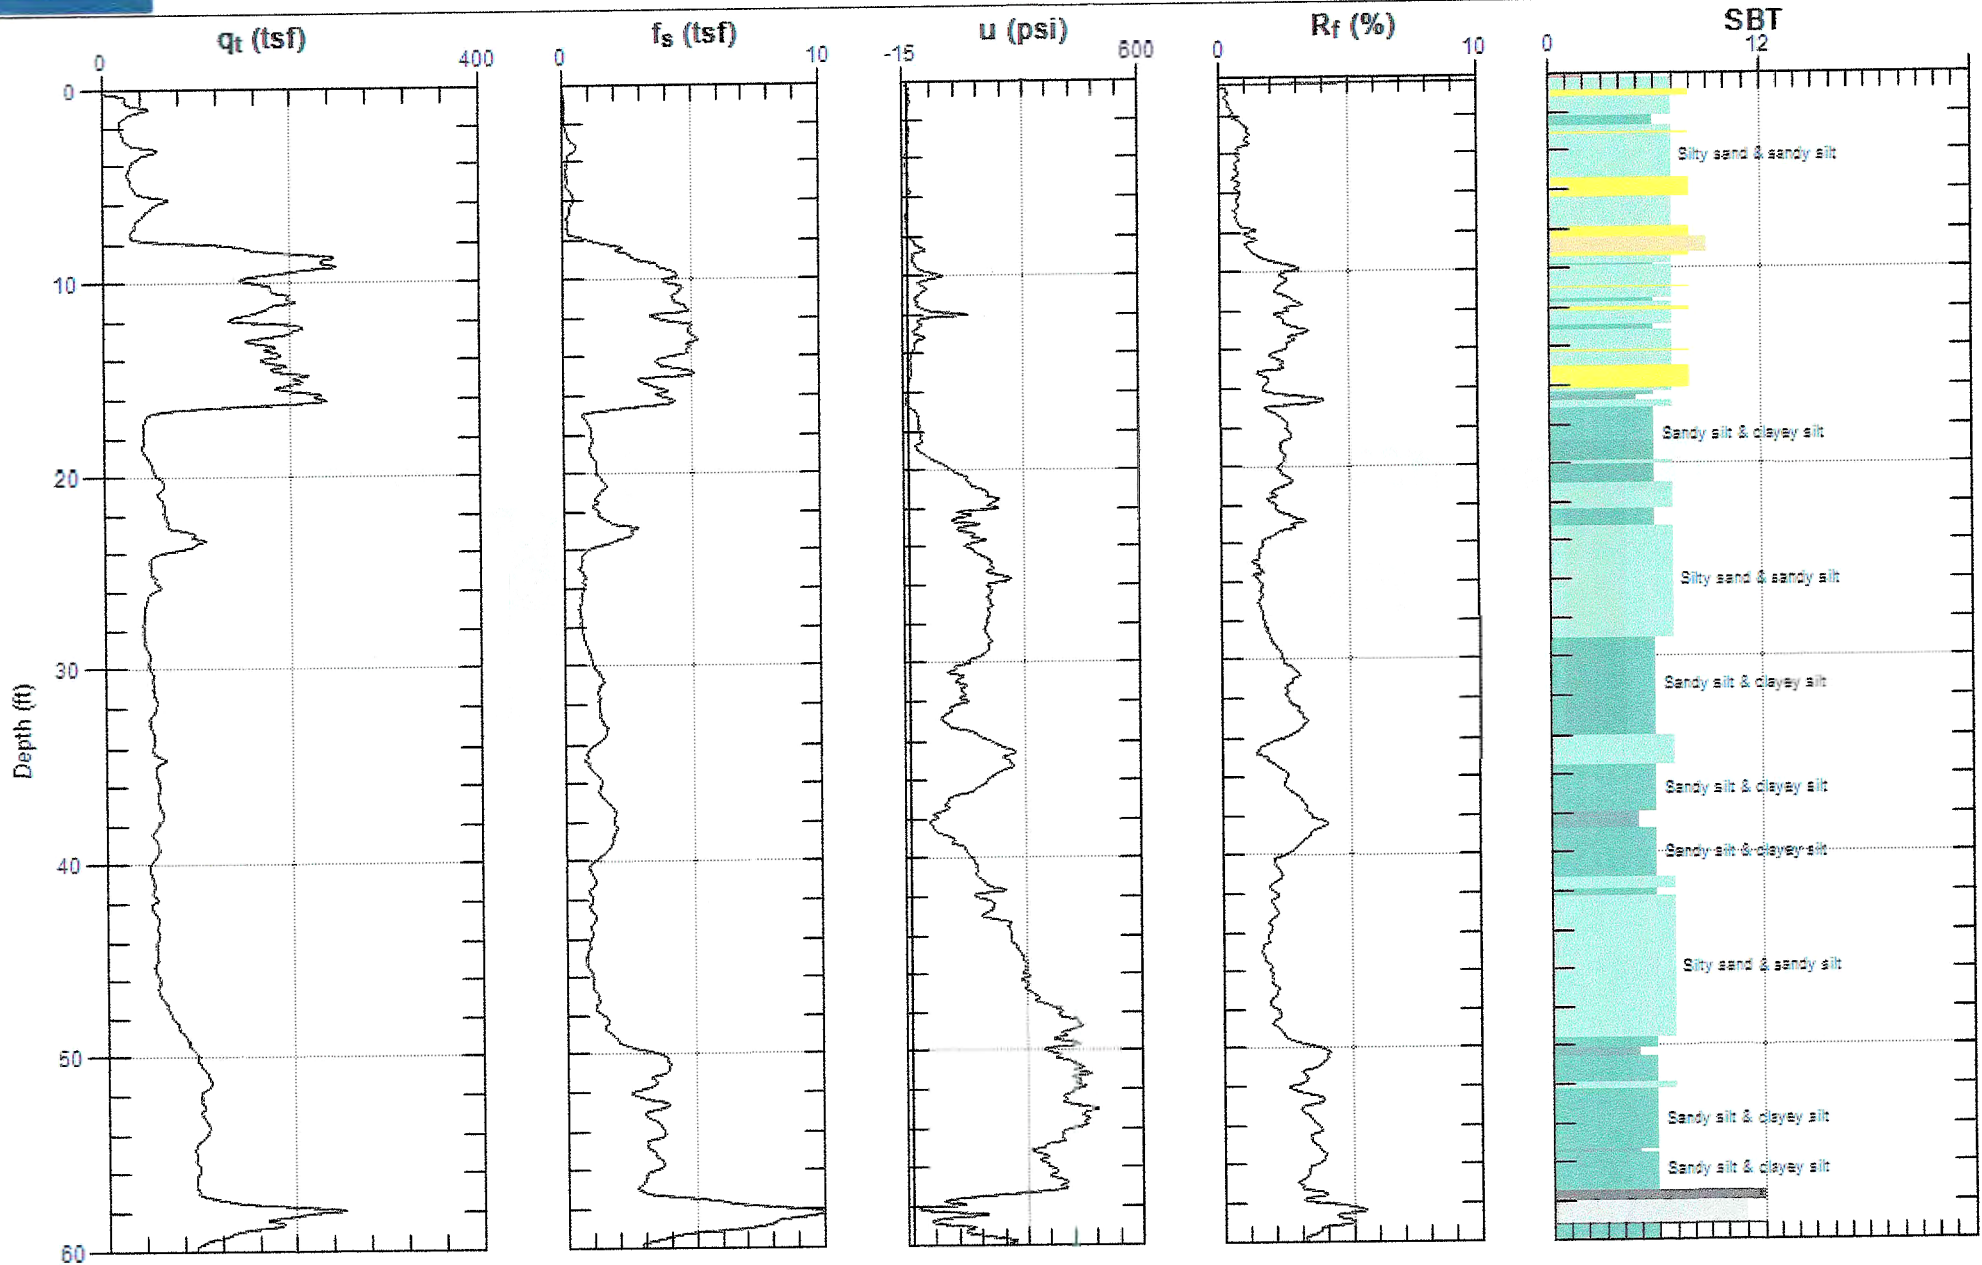 qt (tsf)
fs (tsf)
u (psi)
Rf (%)
SBT
0
400
0
10
-15
600
0
10
0
12
0
Silty sand & sandy silt
10
Sandy silt & clayey silt
20
Silty sand & sandy silt
30
Sandy silt & clayey silt
Depth (ft)
Sandy silt & clayey silt
Sandy silt & clayey silt
40
Silty sand & sandy silt
50
Sandy silt & clayey silt
Sandy silt & clayey silt
60